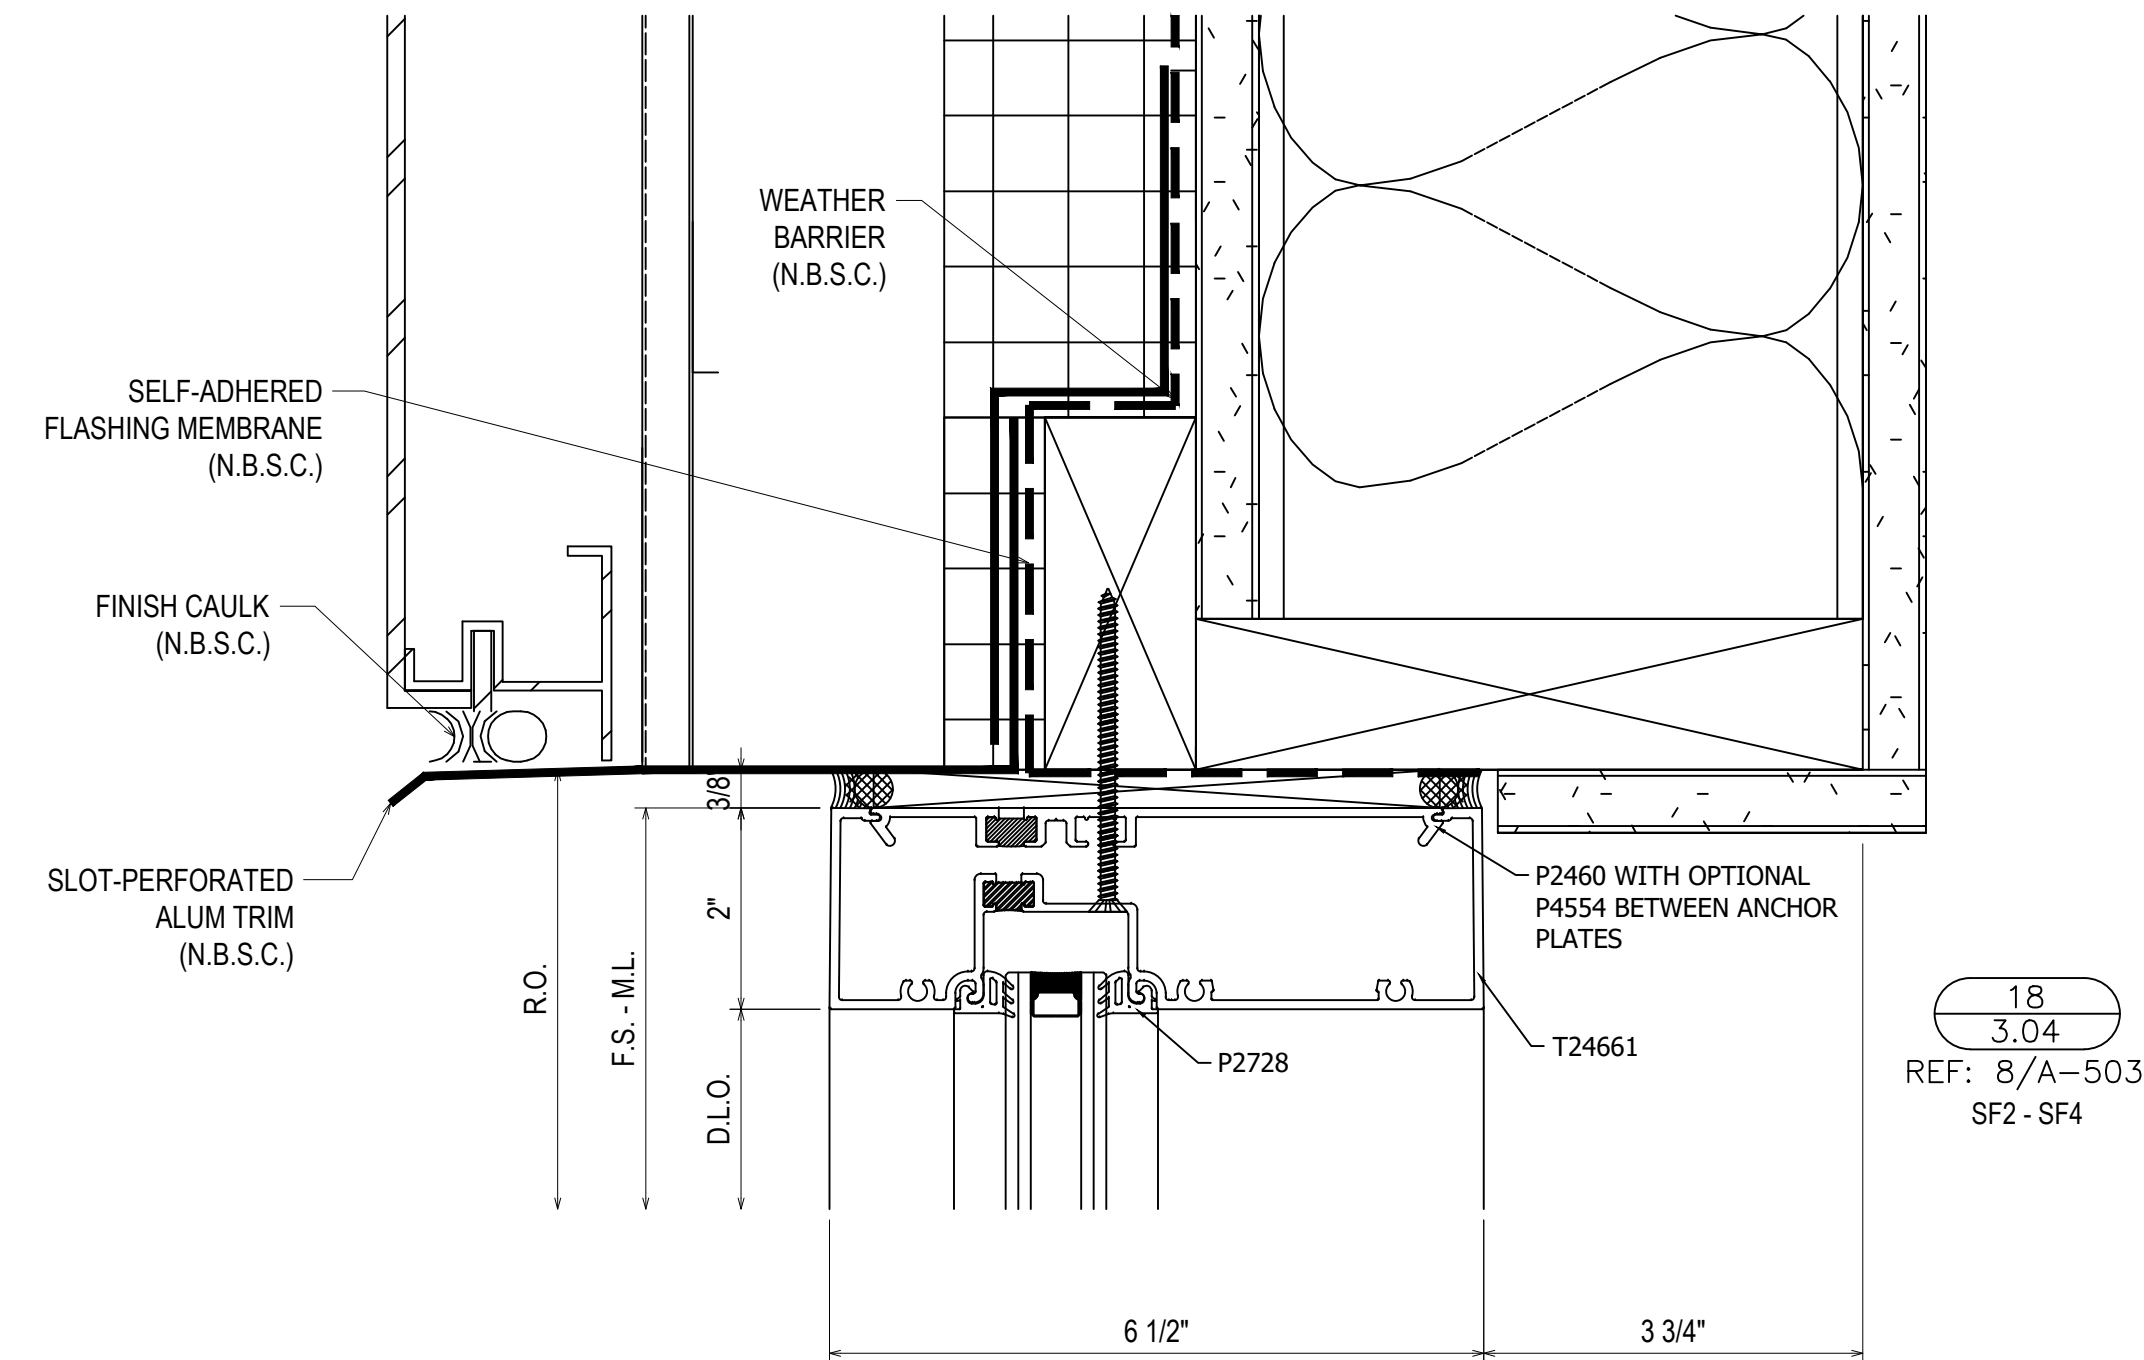 WEATHER
BARRIER
(N.B.S.C.)
SELF-ADHERED
FLASHING MEMBRANE
(N.B.S.C.)
FINISH CAULK
(N.B.S.C.)
SLOT-PERFORATED
ALUM TRIM
(N.B.S.C.)
3/8"
2"
R.O.
F.S. - M.L.
D.L.O.
P2460 WITH OPTIONAL
P4554 BETWEEN ANCHOR
PLATES
T24661
P2728
18
3.04
REF: 8/A-503
SF2 - SF4
6 1/2"
3 3/4"